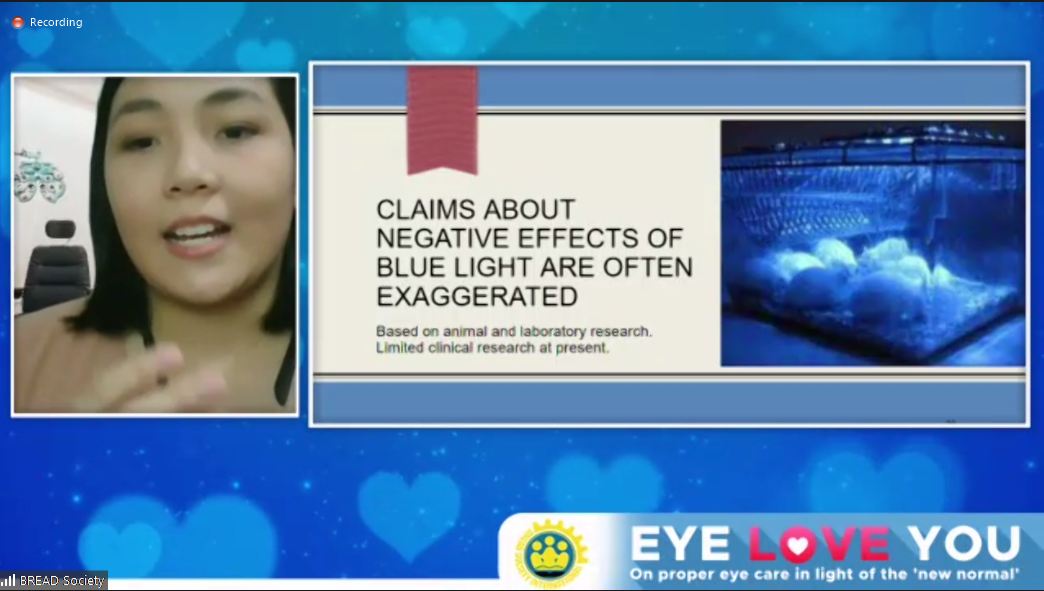 Recording
CLAIMS ABOUT
NEGATIVE EFFECTS OF
BLUE LIGHT ARE OFTEN
EXAGGERATED
Based on animal and laboratory research.
Limited clinical research at present.
EYE LOVE YOU
On proper eye care in light of the 'new normal'
BREAD Society